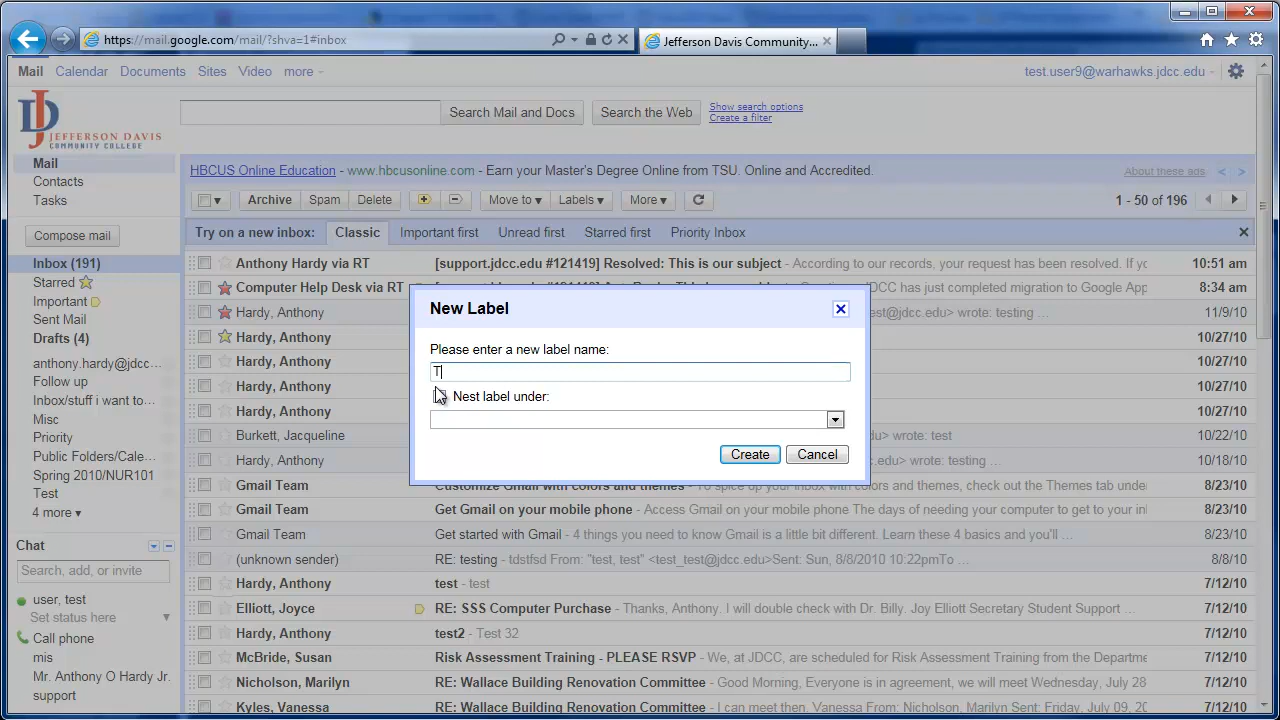 https://mail.google.com/mail/?shva=1#inbox
Jefferson Davis Community...
Mail Calendar Documents Sites Video more
test.user9@warhawks.jdcc.edu
JD
JEFFERSON DAVIS
COMMUNITY COLLEGE
Search Mail and Docs
Search the Web
Show search options
Create a filter
Mail
Contacts
Tasks
Compose mail
Inbox (191)
Starred
Important
Sent Mail
Drafts (4)
anthony.hardy@jdcc...
Follow up
Inbox/stuff i want to...
Misc
Priority
Public Folders/Cale...
Spring 2010/NUR101
Test
4 more
Chat
Search, add, or invite
user, test
Set status here
Call phone
mis
Mr. Anthony O Hardy Jr.
support
HBCUS Online Education - www.hbcusonline.com - Earn your Master's Degree Online from TSU. Online and Accredited.
About these ads < >
Archive Spam Delete Move to Labels More 1 - 50 of 196
Try on a new inbox: Classic Important first Unread first Starred first Priority Inbox
Anthony Hardy via RT [support.jdcc.edu #121419] Resolved: This is our subject - According to our records, your request has been resolved. If yo 10:51 am
Computer Help Desk via RT JDCC has just completed migration to Google App 8:34 am
Hardy, Anthony wrote: testing ... 11/9/10
Hardy, Anthony 10/27/10
Hardy, Anthony 10/27/10
Hardy, Anthony 10/27/10
Hardy, Anthony 10/27/10
Burkett, Jacqueline wrote: test 10/22/10
Hardy, Anthony wrote: testing ... 10/18/10
Gmail Team Customize Gmail with colors and themes - To spice up your inbox with colors and themes, check out the Themes tab unde 8/23/10
Gmail Team Get Gmail on your mobile phone - Access Gmail on your mobile phone The days of needing your computer to get to your in 8/23/10
Gmail Team Get started with Gmail - 4 things you need to know Gmail is a little bit different. Learn these 4 basics and you'll ... 8/23/10
(unknown sender) RE: testing - tdstfsd From: "test, test" <test_test@jdcc.edu>Sent: Sun, 8/8/2010 10:22pmTo ... 8/8/10
Hardy, Anthony test - test 7/12/10
Elliott, Joyce RE: SSS Computer Purchase - Thanks, Anthony. I will double check with Dr. Billy. Joy Elliott Secretary Student Support ... 7/12/10
Hardy, Anthony test2 - Test 32 7/12/10
McBride, Susan Risk Assessment Training - PLEASE RSVP - We, at JDCC, are scheduled for Risk Assessment Training from the Departme 7/12/10
Nicholson, Marilyn RE: Wallace Building Renovation Committee - Good Morning, Everyone is in agreement, we will meet Wednesday, July 28 7/12/10
Kyles, Vanessa RE: Wallace Building Renovation Committee - I can meet then. Vanessa From: Nicholson, Marilyn Sent: Friday, July 09, 20 7/12/10
New Label
Please enter a new label name:
T
Nest label under:
Create Cancel